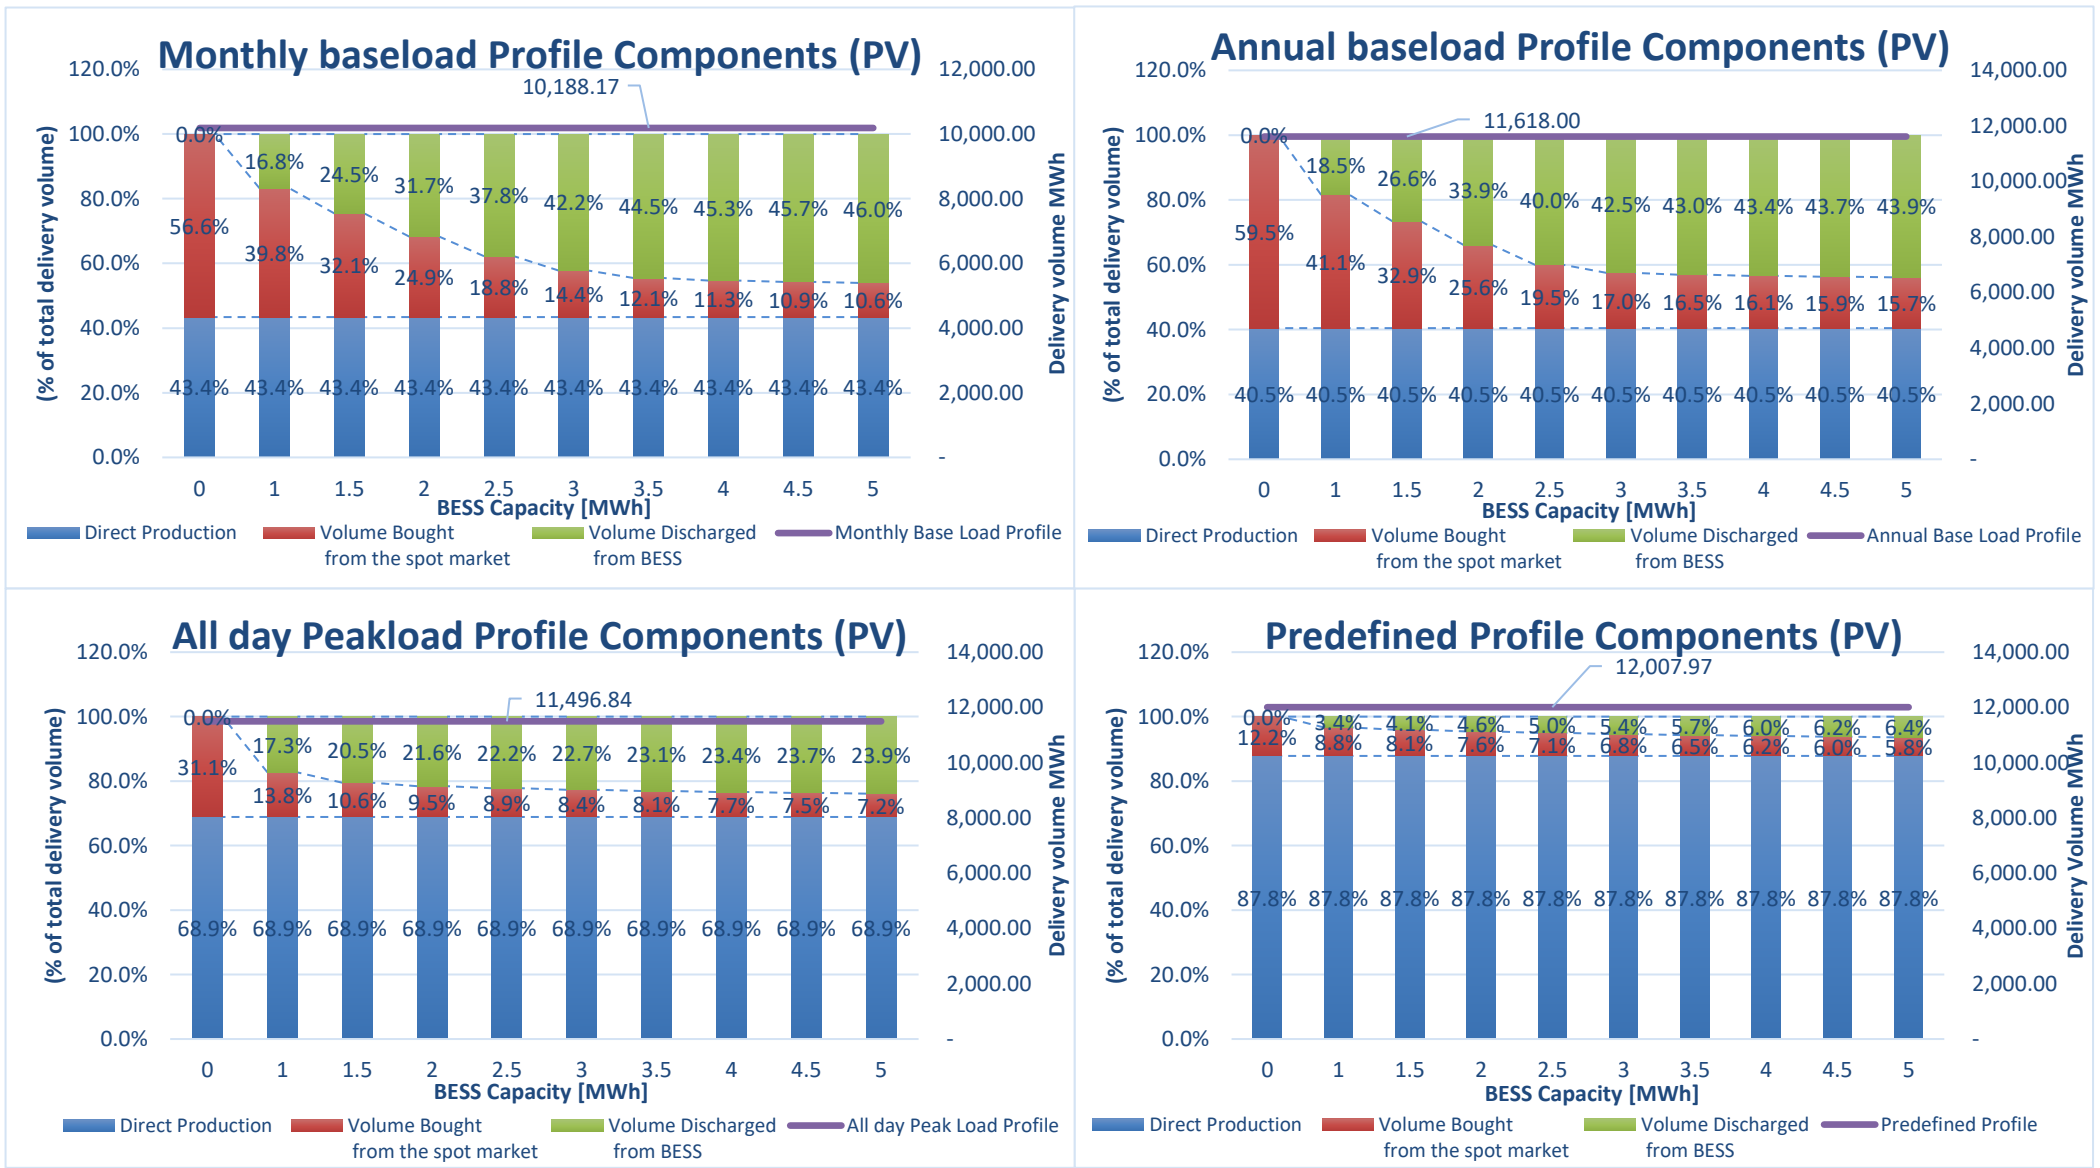 Monthly baseload Profile Components (PV)
120.0%
12,000.00
10,188.17
100.0%
10,000.00
80.0%
8,000.00
60.0%
6,000.00
40.0%
4,000.00
20.0%
2,000.00
0.0%
-
(% of total delivery volume)
Delivery volume MWh
0.0% 16.8% 24.5% 31.7% 37.8% 42.2% 44.5% 45.3% 45.7% 46.0%
56.6% 39.8% 32.1% 24.9% 18.8% 14.4% 12.1% 11.3% 10.9% 10.6%
43.4% 43.4% 43.4% 43.4% 43.4% 43.4% 43.4% 43.4% 43.4% 43.4%
0 1 1.5 2 2.5 3 3.5 4 4.5 5
BESS Capacity [MWh]
Direct Production Volume Bought Volume Discharged Monthly Base Load Profile
from the spot market from BESS
Annual baseload Profile Components (PV)
120.0%
14,000.00
11,618.00
100.0%
12,000.00
80.0%
10,000.00
60.0%
8,000.00
40.0%
6,000.00
20.0%
4,000.00
0.0%
2,000.00
-
(% of total delivery volume)
Delivery volume MWh
0.0% 18.5% 26.6% 33.9% 40.0% 42.5% 43.0% 43.4% 43.7% 43.9%
59.5% 41.1% 32.9% 25.6% 19.5% 17.0% 16.5% 16.1% 15.9% 15.7%
40.5% 40.5% 40.5% 40.5% 40.5% 40.5% 40.5% 40.5% 40.5% 40.5%
0 1 1.5 2 2.5 3 3.5 4 4.5 5
BESS Capacity [MWh]
Direct Production Volume Bought Volume Discharged Annual Base Load Profile
from the spot market from BESS
All day Peakload Profile Components (PV)
120.0%
14,000.00
11,496.84
100.0%
12,000.00
80.0%
10,000.00
60.0%
8,000.00
40.0%
6,000.00
20.0%
4,000.00
0.0%
2,000.00
-
(% of total delivery volume)
Delivery volume MWh
0.0% 17.3% 20.5% 21.6% 22.2% 22.7% 23.1% 23.4% 23.7% 23.9%
31.1% 13.8% 10.6% 9.5% 8.9% 8.4% 8.1% 7.7% 7.5% 7.2%
68.9% 68.9% 68.9% 68.9% 68.9% 68.9% 68.9% 68.9% 68.9% 68.9%
0 1 1.5 2 2.5 3 3.5 4 4.5 5
BESS Capacity [MWh]
Direct Production Volume Bought Volume Discharged All day Peak Load Profile
from the spot market from BESS
Predefined Profile Components (PV)
120.0%
14,000.00
12,007.97
100.0%
12,000.00
80.0%
10,000.00
60.0%
8,000.00
40.0%
6,000.00
20.0%
4,000.00
0.0%
2,000.00
-
(% of total delivery volume)
Delivery Volume MWh
0.0% 3.4% 4.1% 4.6% 5.0% 5.4% 5.7% 6.0% 6.2% 6.4%
12.2% 8.8% 8.1% 7.6% 7.1% 6.8% 6.5% 6.2% 6.0% 5.8%
87.8% 87.8% 87.8% 87.8% 87.8% 87.8% 87.8% 87.8% 87.8% 87.8%
0 1 1.5 2 2.5 3 3.5 4 4.5 5
BESS Capacity [MWh]
Direct Production Volume Bought Volume Discharged Predefined Profile
from the spot market from BESS